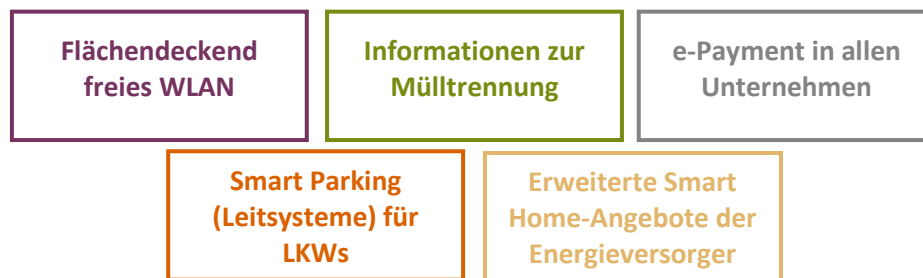 Flächendeckend
freies WLAN
Informationen zur
Mülltrennung
e-Payment in allen
Unternehmen
Smart Parking
(Leitsysteme) für
LKWs
Erweiterte Smart
Home-Angebote der
Energieversorger